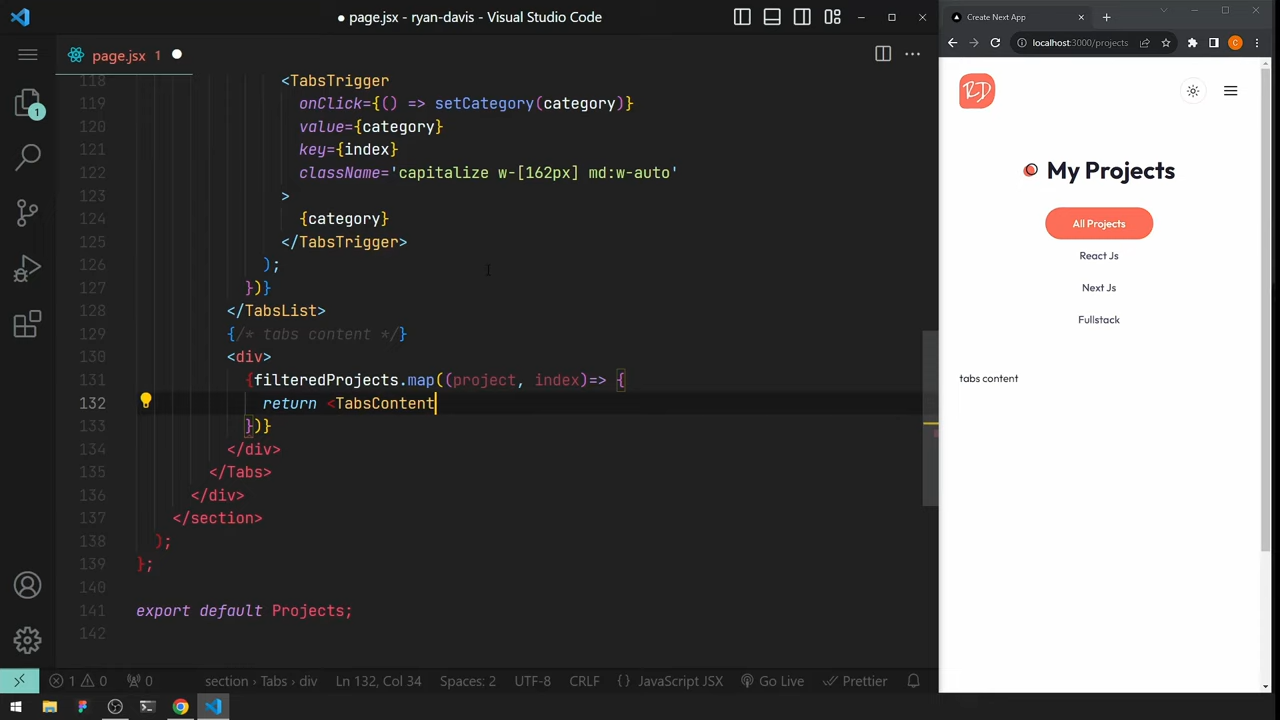 page.jsx - ryan-davis - Visual Studio Code
page.jsx 1
118 <TabsTrigger
119 onClick={() => setCategory(category)}
120 value={category}
121 key={index}
122 className='capitalize w-[162px] md:w-auto'
123 >
124 {category}
125 </TabsTrigger>
126 );
127 })}
128 </TabsList>
129 {/* tabs content */}
130 <div>
131 {filteredProjects.map((project, index)=> {
132 return <TabsContent
133 })}
134 </div>
135 </Tabs>
136 </div>
137 </section>
138 );
139 };
140
141 export default Projects;
142
1
section › Tabs › div
1 0 0 Ln 132, Col 34 Spaces: 2 UTF-8 CRLF {} JavaScript JSX Go Live Prettier
Create Next App
localhost:3000/projects
C
RD
My Projects
All Projects
React Js
Next Js
Fullstack
tabs content